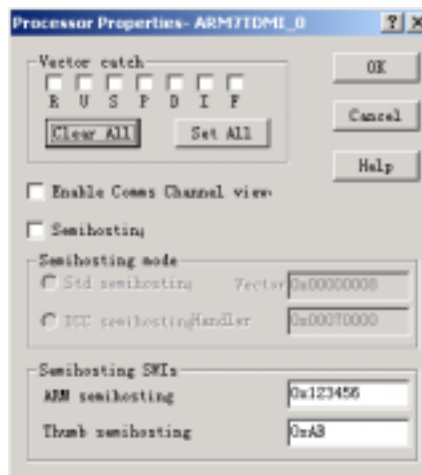 Processor Properties- ARM7TDMI_0
Vector catch
R U S P D I F
Clear All Set All
OK
Cancel
Help
Enable Comms Channel view
Semihosting
Semihosting mode
Std semihosting Vector 0x00000008
DCC semihosting Handler 0x00070000
Semihosting SWIs
ARM semihosting 0x123456
Thumb semihosting 0xAB